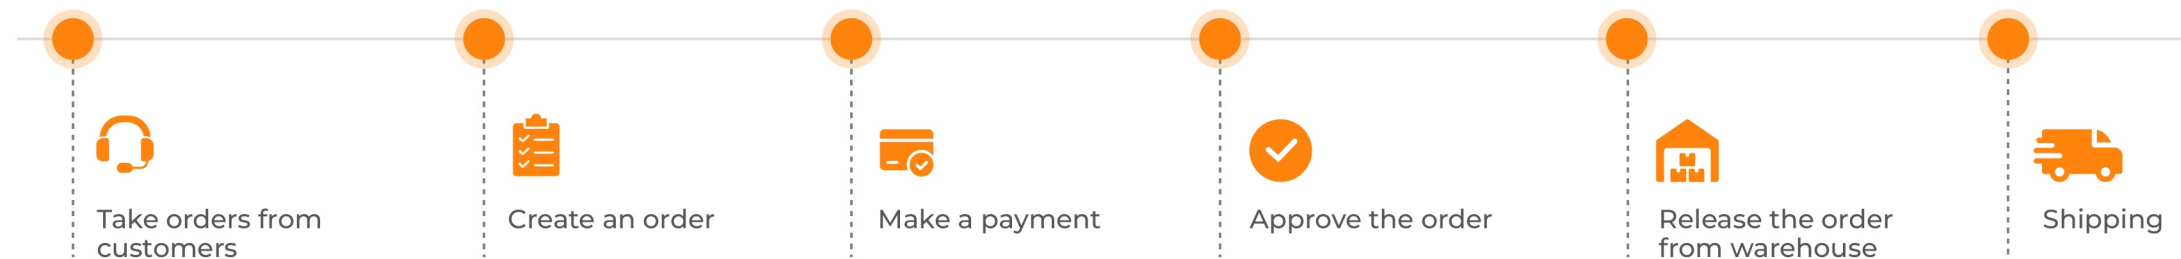 Take orders from
customers
Create an order
Make a payment
Approve the order
Release the order
from warehouse
Shipping